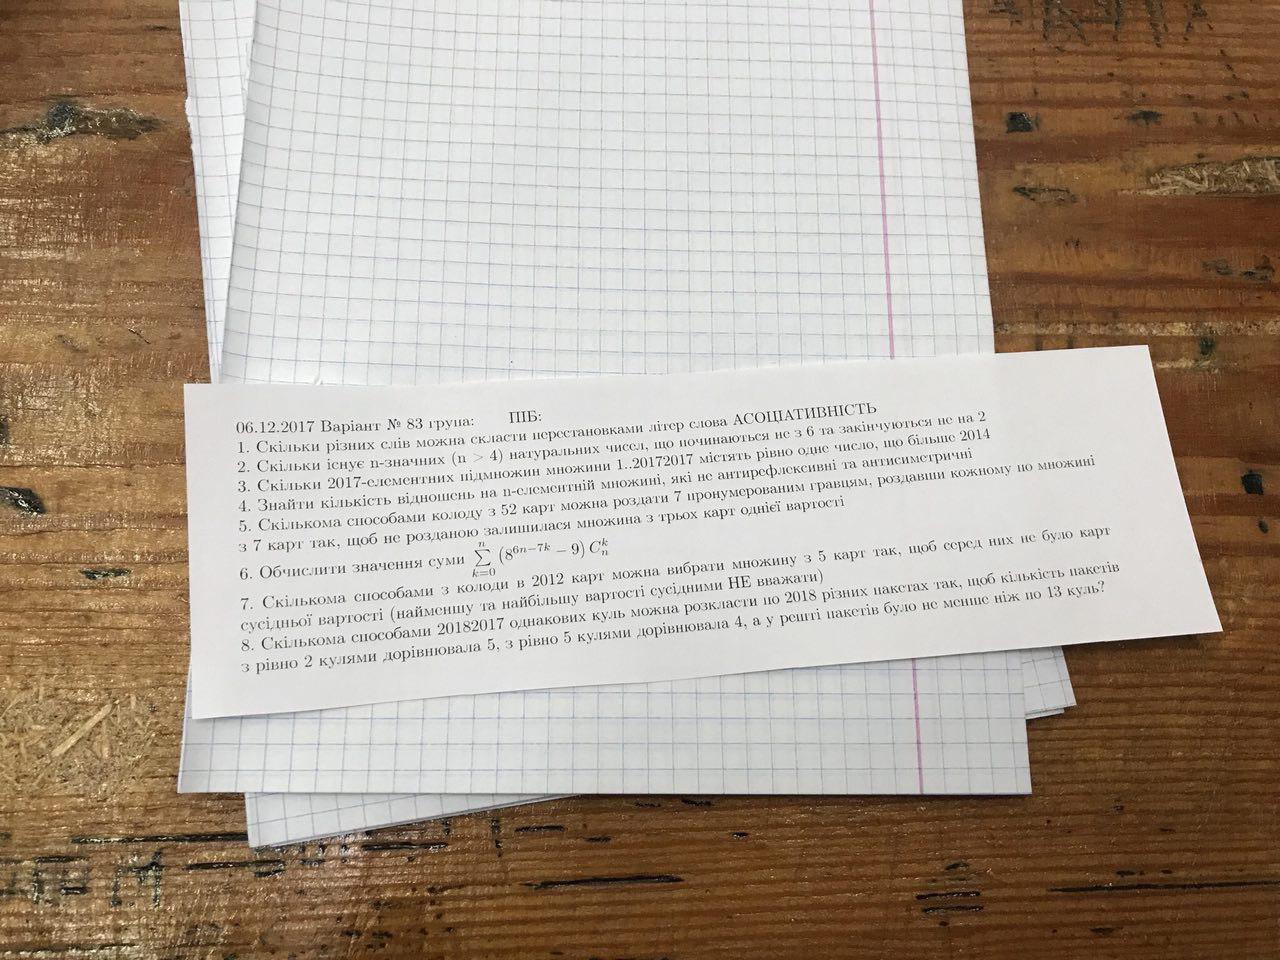 06.12.2017 Варіант № 83 група: ПІБ:
1. Скільки різних слів можна скласти перестановками літер слова АСОЦІАТИВНІСТЬ
2. Скільки існує n-значних (n > 4) натуральних чисел, що починаються не з 6 та закінчуються не на 2
3. Скільки 2017-елементних підмножин множини 1..20172017 містять рівно одне число, що більше 2014
4. Знайти кількість відношень на n-елементній множині, які не антирефлексивні та антисиметричні
5. Скількома способами колоду з 52 карт можна роздати 7 пронумерованим гравцям, роздавши кожному по множині
з 7 карт так, щоб не розданою залишилася множина з трьох карт однієї вартості
6. Обчислити значення суми $\sum_{k=0}^{n} (8^{6n-7k} - 9) C_n^k$
7. Скількома способами з колоди в 2012 карт можна вибрати множину з 5 карт так, щоб серед них не було карт
сусідньої вартості (найменшу та найбільшу вартості сусідними НЕ вважати)
8. Скількома способами 20182017 однакових куль можна розкласти по 2018 різних пакетах так, щоб кількість пакетів
з рівно 2 кулями дорівнювала 5, з рівно 5 кулями дорівнювала 4, а у решті пакетів було не менше ніж по 13 куль?